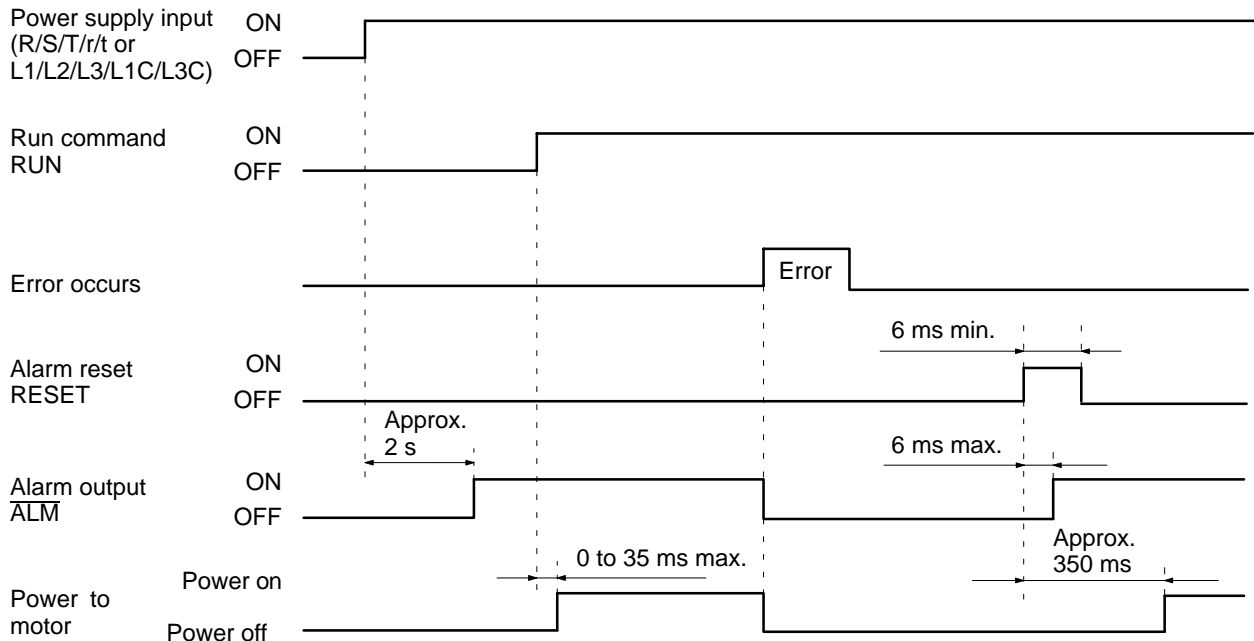 Power supply input
(R/S/T/r/t or
L1/L2/L3/L1C/L3C)
ON
OFF
Run command
RUN
ON
OFF
Error occurs
Error
6 ms min.
Alarm reset
RESET
ON
OFF
Approx.
2 s
6 ms max.
Alarm output
ALM
ON
OFF
Approx.
350 ms
0 to 35 ms max.
Power to
motor
Power on
Power off